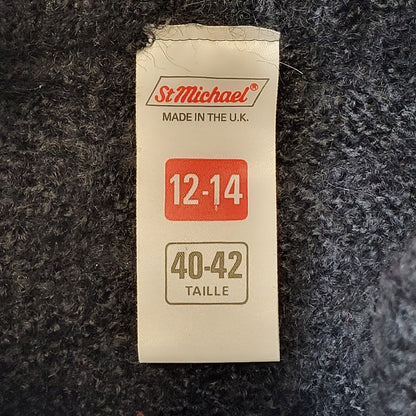 St Michael®
MADE IN THE U.K.
12-14
40-42
TAILLE